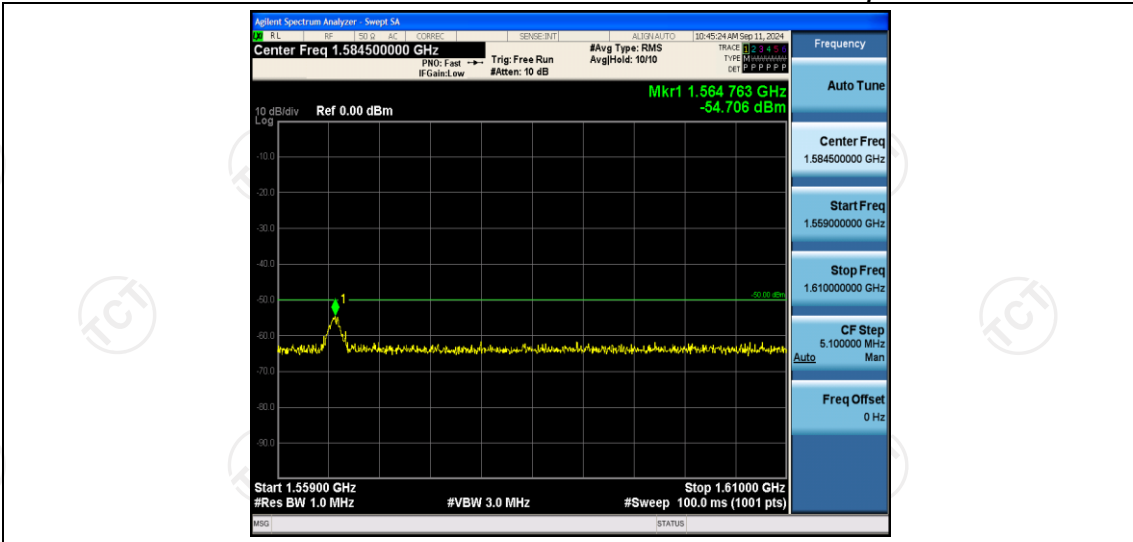 Agilent Spectrum Analyzer - Swept SA
RL RF 50 Ω AC CORREC SENSE:INT ALIGNAUTO 10:45:24 AM Sep 11, 2024
Center Freq 1.584500000 GHz
PNO: Fast
IFGain:Low
Trig: Free Run
#Atten: 10 dB
#Avg Type: RMS
Avg|Hold: 10/10
TRACE 1 2 3 4 5 6
TYPE M
DET P P P P P P
Mkr1 1.564 763 GHz
-54.706 dBm
10 dB/div Ref 0.00 dBm
Log
-10.0
-20.0
-30.0
-40.0
-50.0
-60.0
-70.0
-80.0
-90.0
1
-50.00 dBm
Start 1.55900 GHz
Stop 1.61000 GHz
#Res BW 1.0 MHz
#VBW 3.0 MHz
#Sweep 100.0 ms (1001 pts)
MSG
STATUS
Frequency
Auto Tune
Center Freq
1.584500000 GHz
Start Freq
1.559000000 GHz
Stop Freq
1.610000000 GHz
CF Step
5.100000 MHz
Auto Man
Freq Offset
0 Hz
TCT
TCT